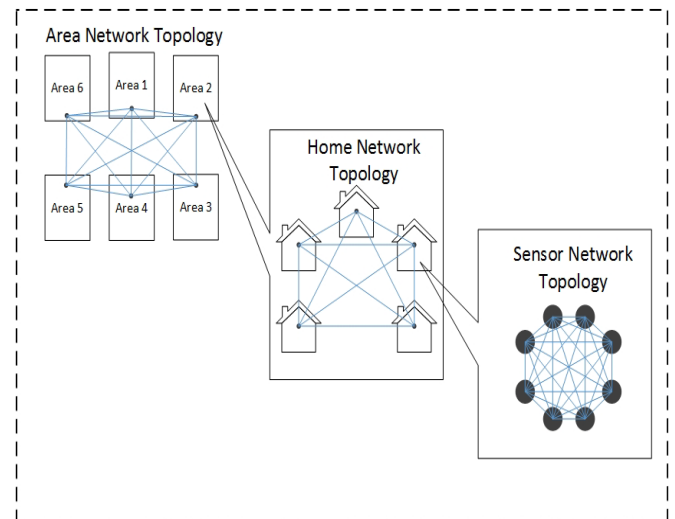 Area Network Topology
Area 6
Area 1
Area 2
Area 5
Area 4
Area 3
Home Network
Topology
Sensor Network
Topology